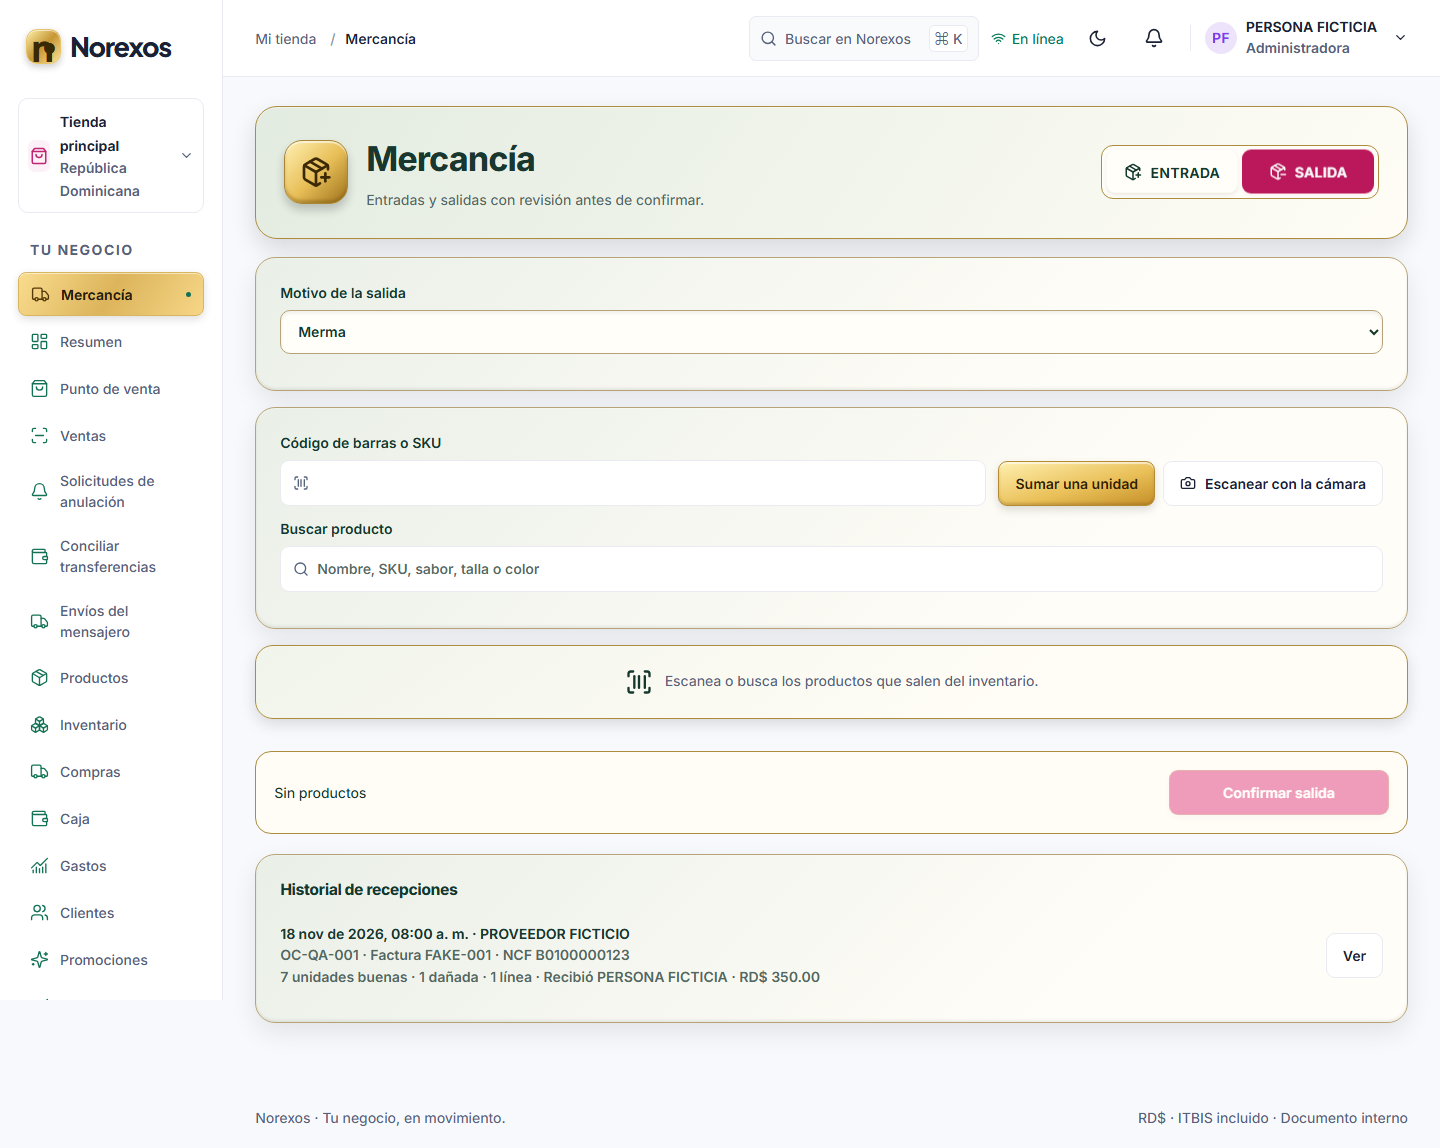 Norexos
Tienda
principal
República
Dominicana
TU NEGOCIO
Mercancía
Resumen
Punto de venta
Ventas
Solicitudes de
anulación
Conciliar
transferencias
Envíos del
mensajero
Productos
Inventario
Compras
Caja
Gastos
Clientes
Promociones
Mi tienda / Mercancía
Buscar en Norexos ⌘ K
En línea
PF
PERSONA FICTICIA
Administradora
Mercancía
Entradas y salidas con revisión antes de confirmar.
ENTRADA
SALIDA
Motivo de la salida
Merma
Código de barras o SKU
Sumar una unidad
Escanear con la cámara
Buscar producto
Nombre, SKU, sabor, talla o color
Escanea o busca los productos que salen del inventario.
Sin productos
Confirmar salida
Historial de recepciones
18 nov de 2026, 08:00 a. m. · PROVEEDOR FICTICIO
OC-QA-001 · Factura FAKE-001 · NCF B0100000123
7 unidades buenas · 1 dañada · 1 línea · Recibió PERSONA FICTICIA · RD$ 350.00
Ver
Norexos · Tu negocio, en movimiento.
RD$ · ITBIS incluido · Documento interno